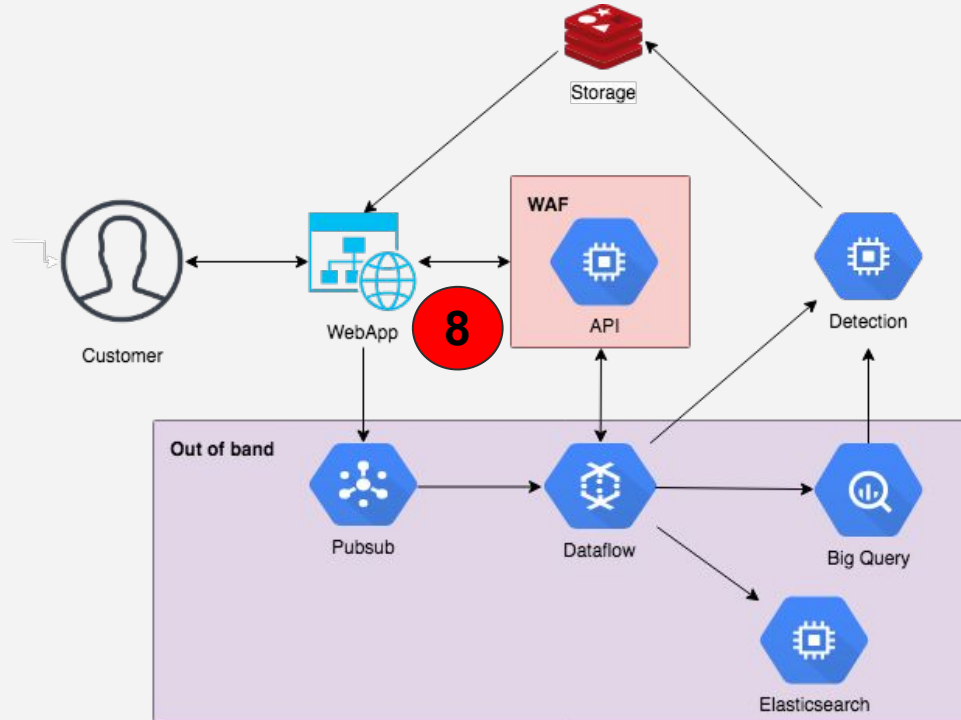 Storage
WAF
API
Detection
WebApp
8
Customer
Out of band
Pubsub
Dataflow
Big Query
Elasticsearch